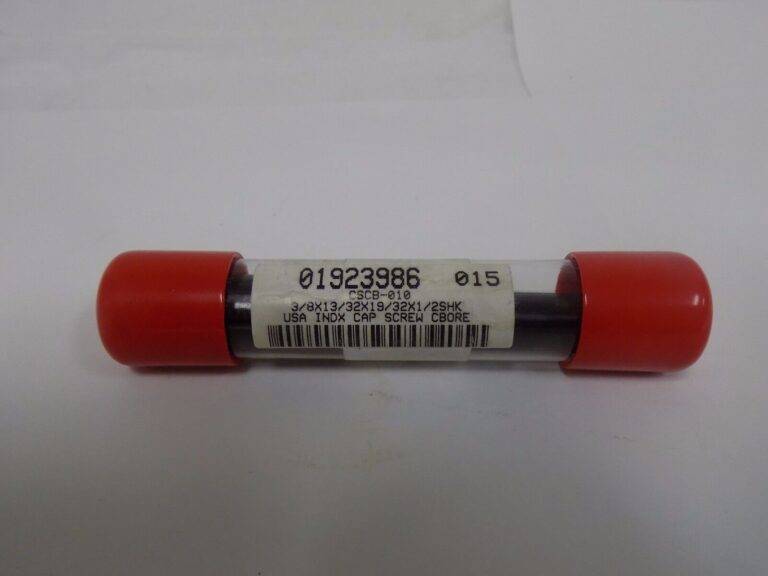 01923986 015
CSCB-010
3/8X13/32X19/32X1/2SHK
USA INDX CAP SCREW CBORE